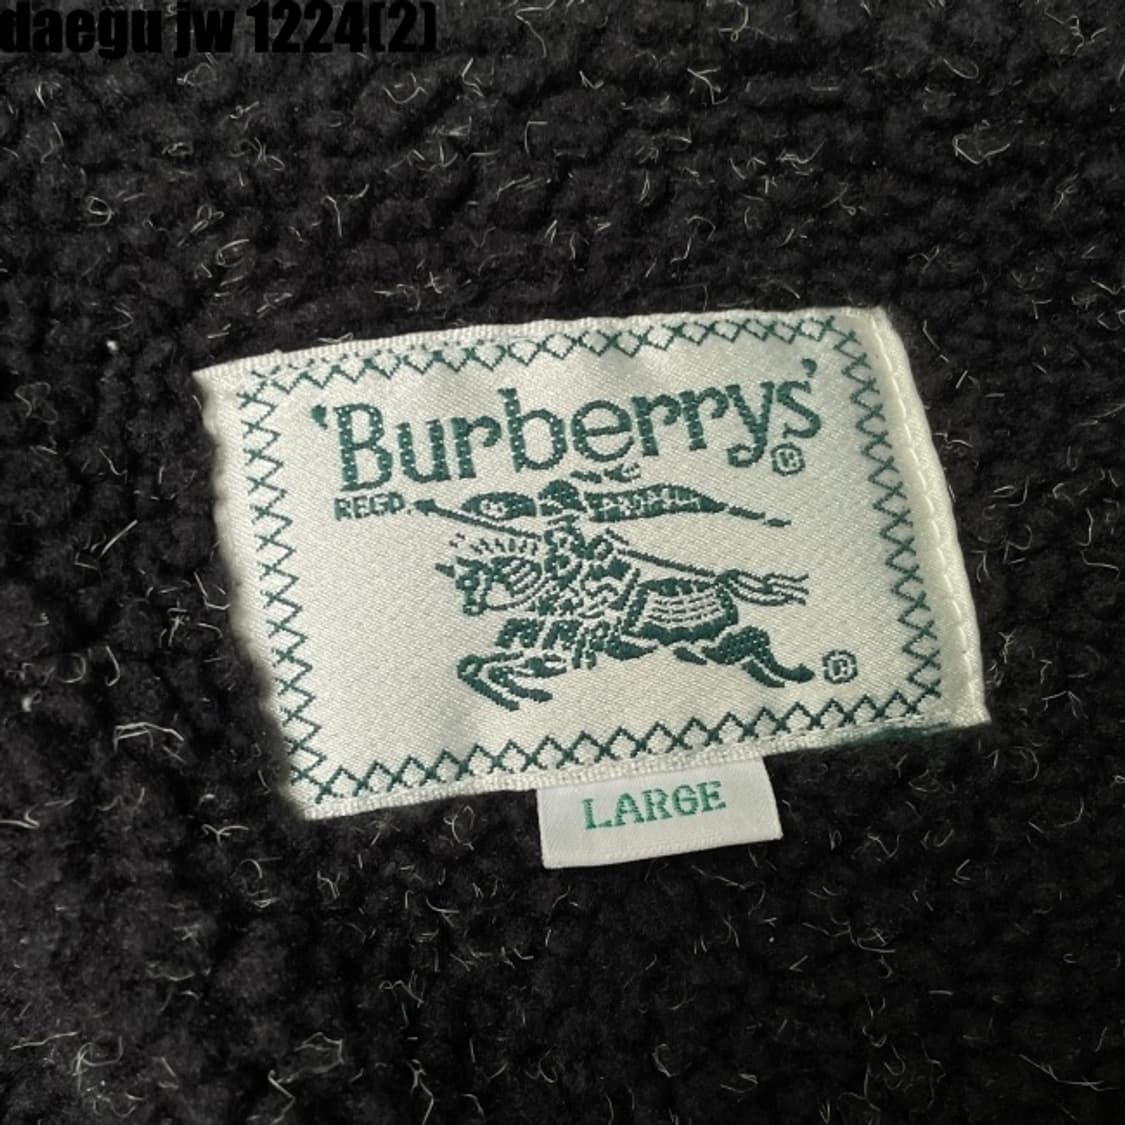 daegu jw 1224(2)
'Burberrys'®
REGD.
®
LARGE